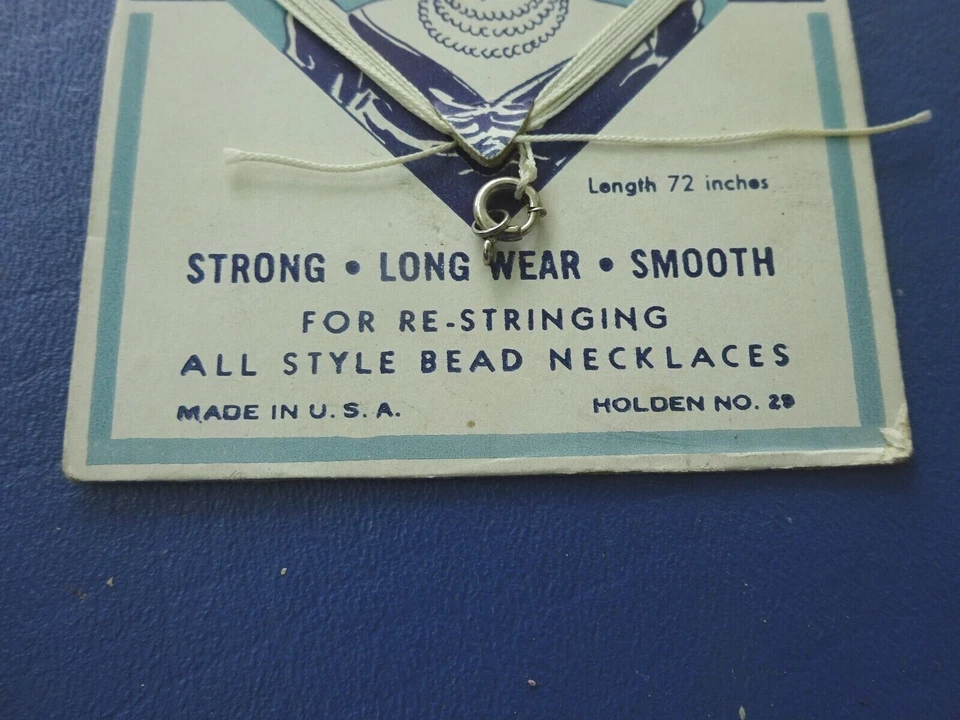 Length 72 inches
STRONG • LONG WEAR • SMOOTH
FOR RE-STRINGING
ALL STYLE BEAD NECKLACES
MADE IN U.S.A. HOLDEN NO. 29